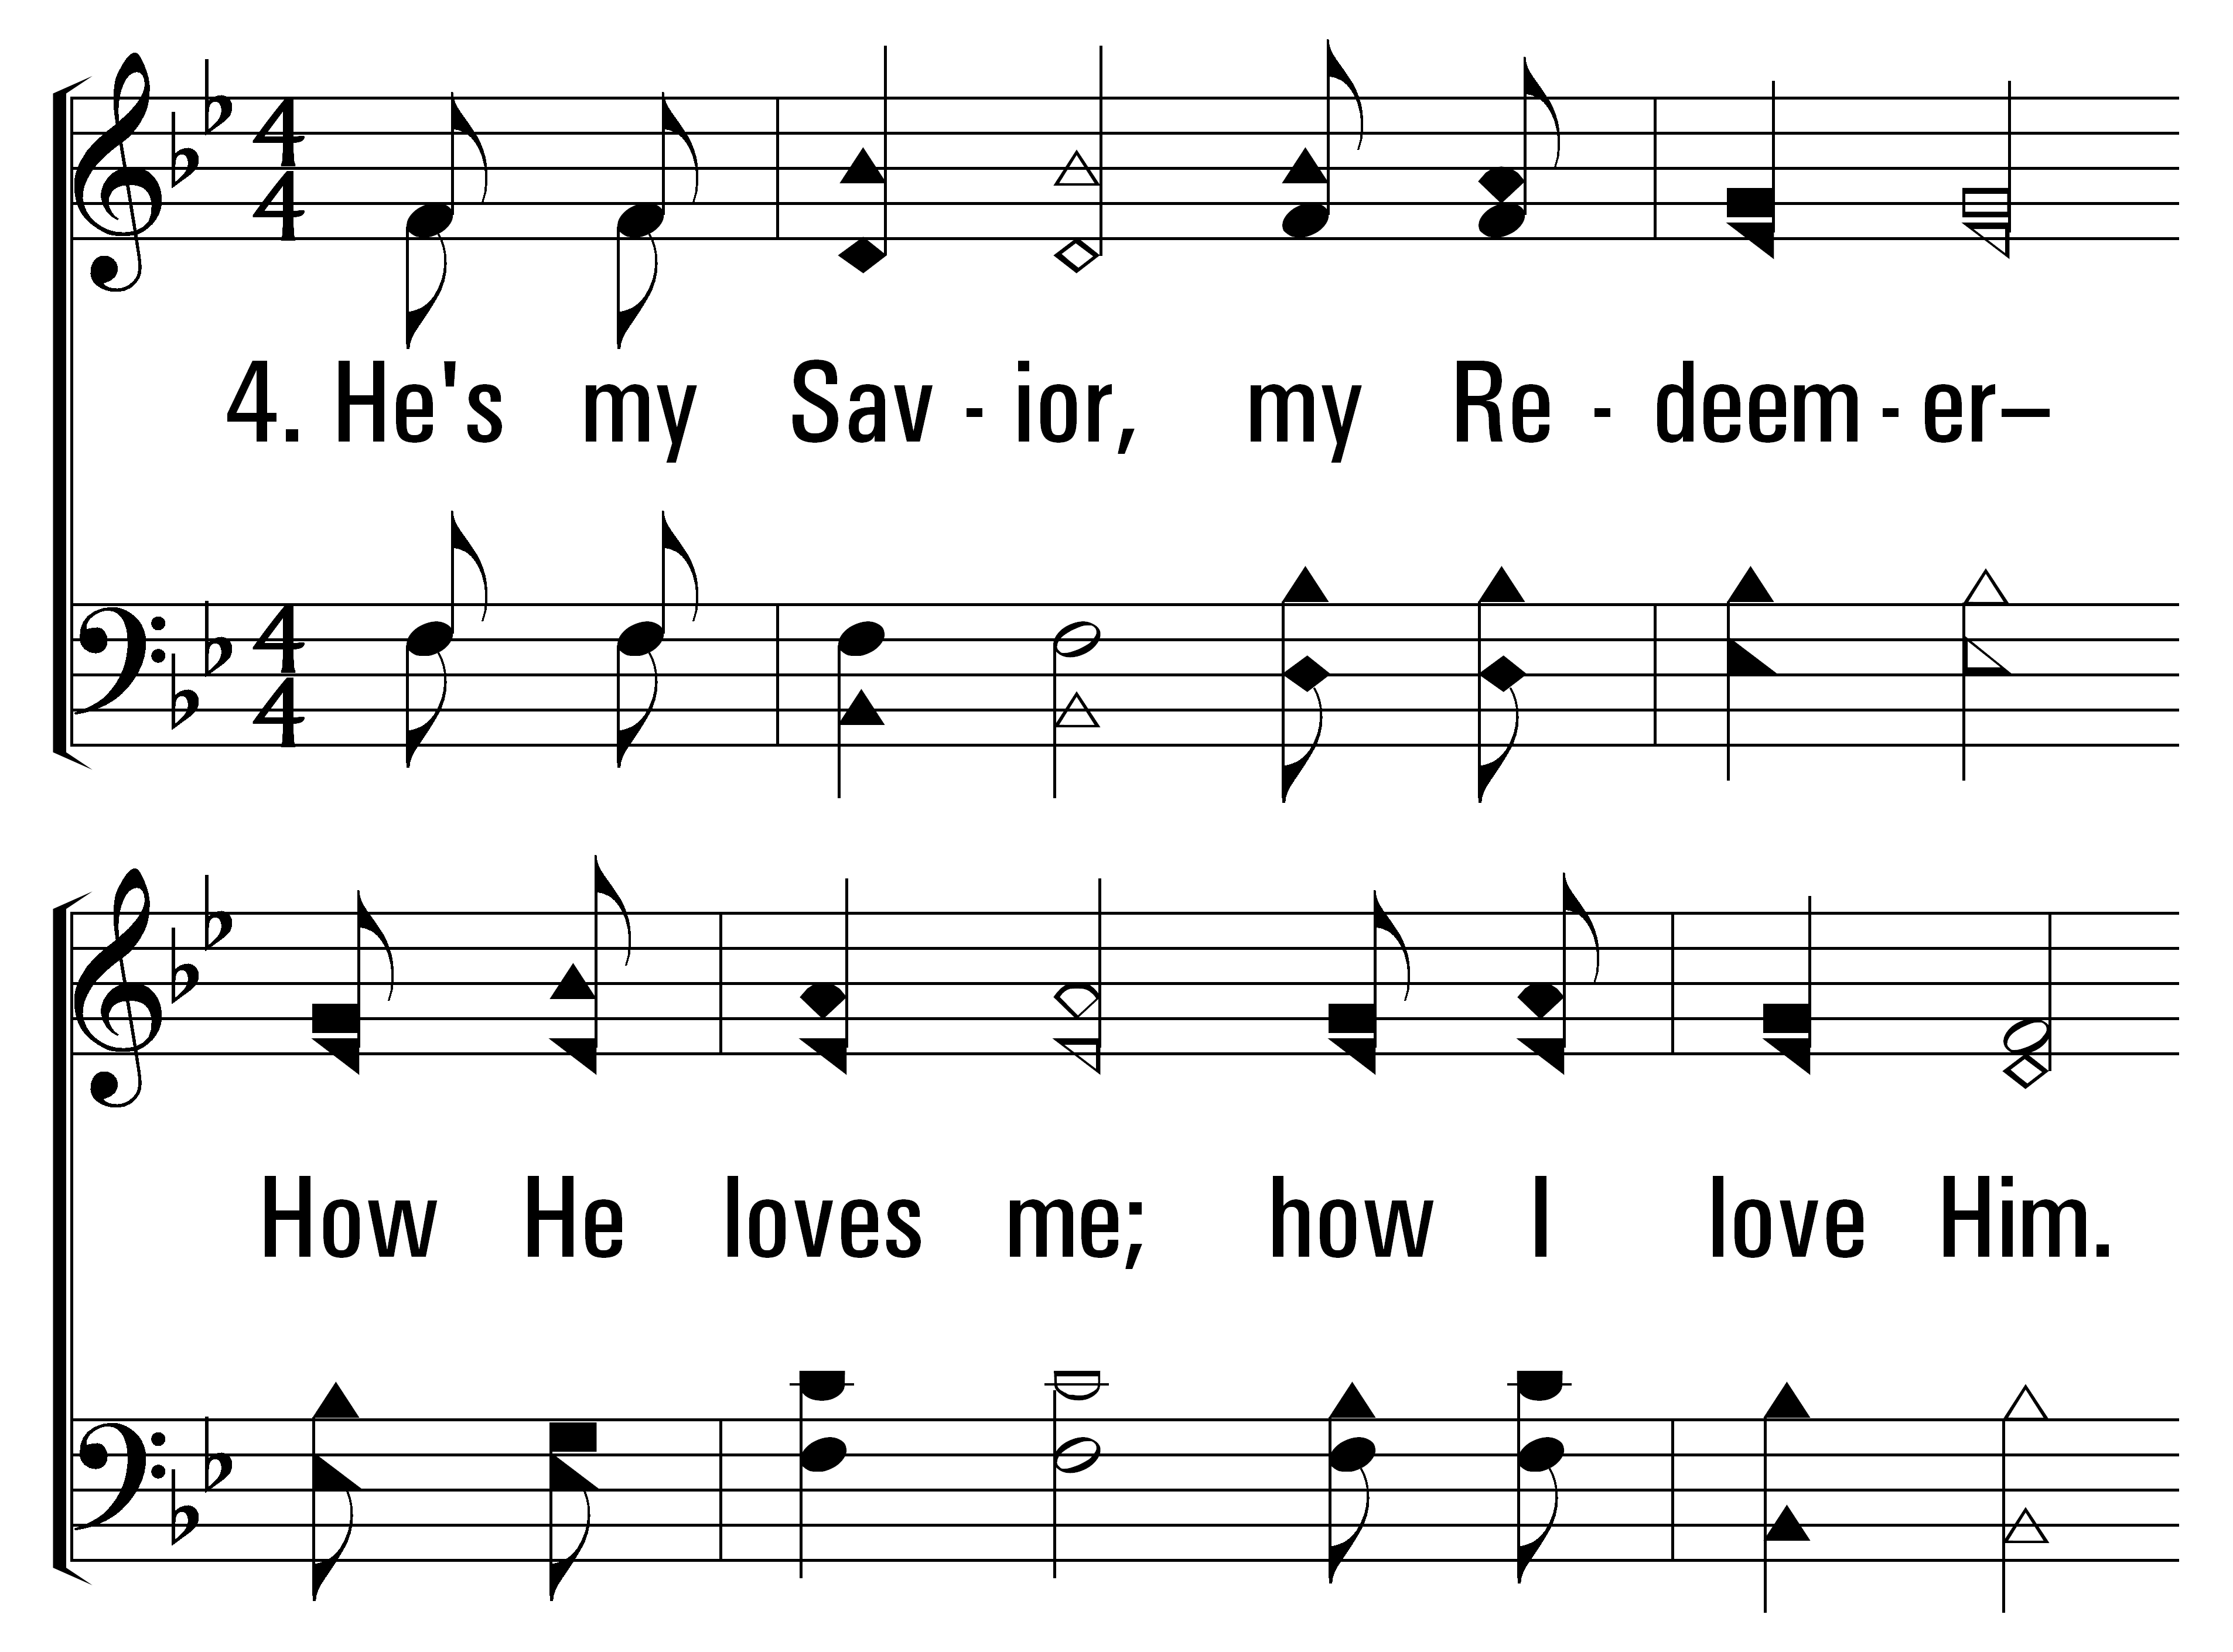 4. He's my Sav - ior, my Re - deem - er–
How He loves me; how I love Him.